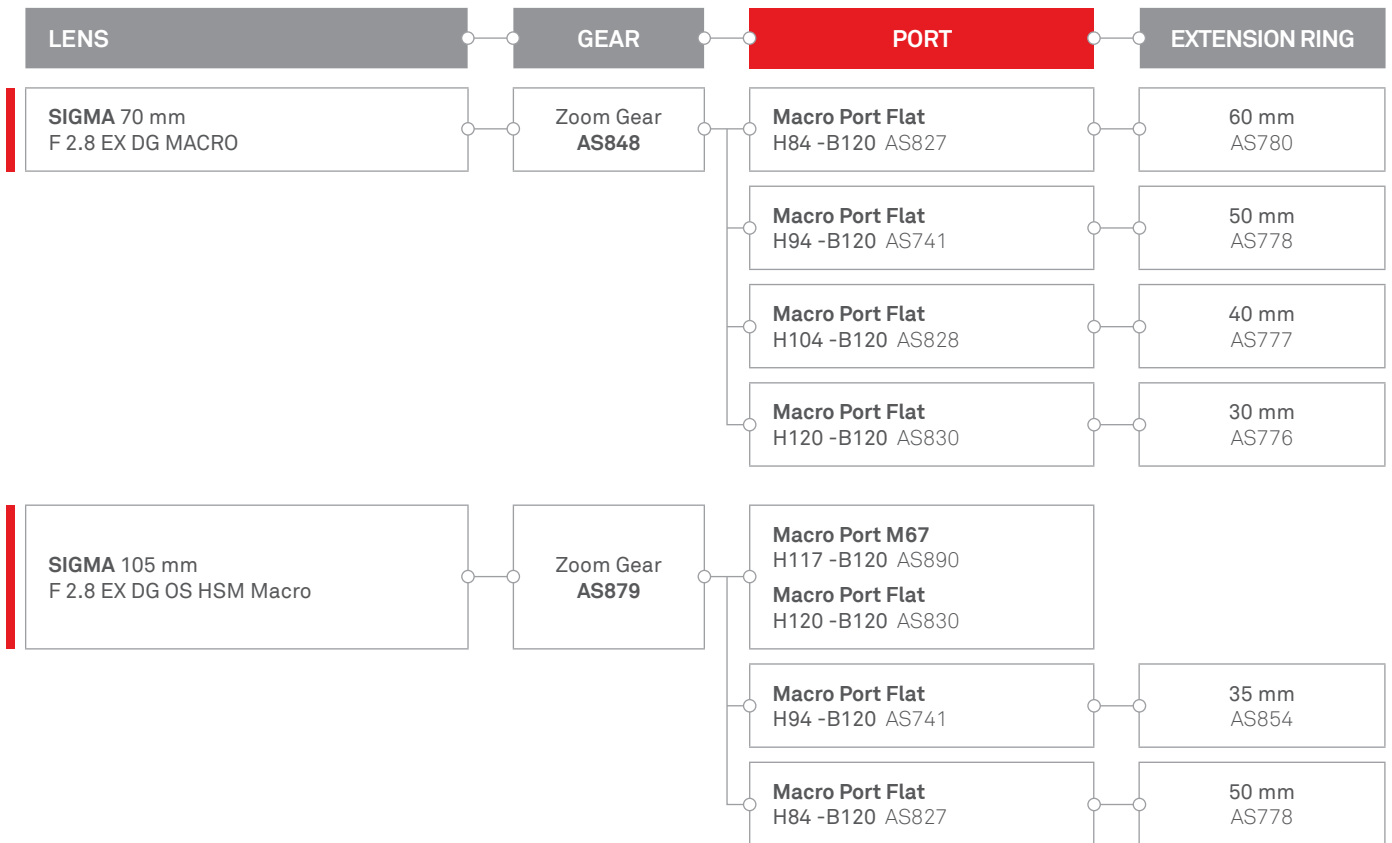 LENS
GEAR
PORT
EXTENSION RING
SIGMA 70 mm
F 2.8 EX DG MACRO
Zoom Gear
AS848
Macro Port Flat
H84 -B120 AS827
60 mm
AS780
Macro Port Flat
H94 -B120 AS741
50 mm
AS778
Macro Port Flat
H104 -B120 AS828
40 mm
AS777
Macro Port Flat
H120 -B120 AS830
30 mm
AS776
SIGMA 105 mm
F 2.8 EX DG OS HSM Macro
Zoom Gear
AS879
Macro Port M67
H117 -B120 AS890
Macro Port Flat
H120 -B120 AS830
Macro Port Flat
H94 -B120 AS741
35 mm
AS854
Macro Port Flat
H84 -B120 AS827
50 mm
AS778